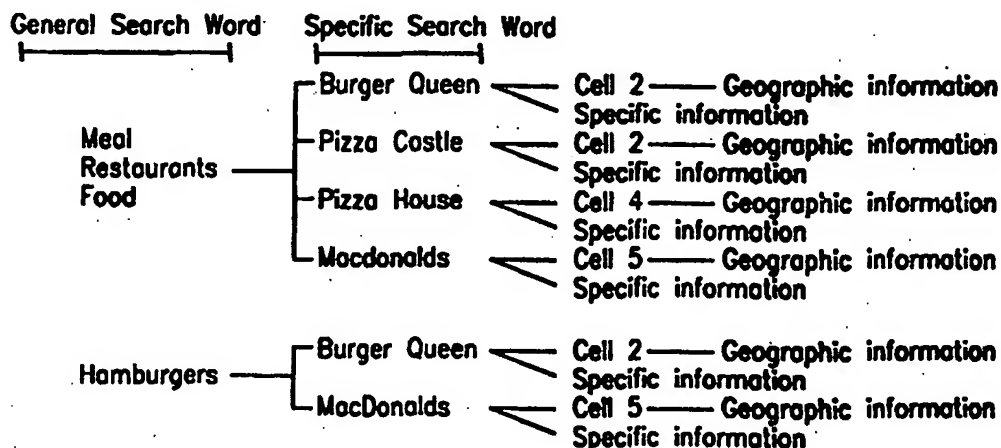 General Search Word Specific Search Word
Burger Queen Cell 2 Geographic information
Specific information
Meal
Restaurants
Food
Pizza Castle Cell 2 Geographic information
Specific information
Pizza House Cell 4 Geographic information
Specific information
Macdonalds Cell 5 Geographic information
Specific information
Hamburgers
Burger Queen Cell 2 Geographic information
Specific information
MacDonalds Cell 5 Geographic information
Specific information